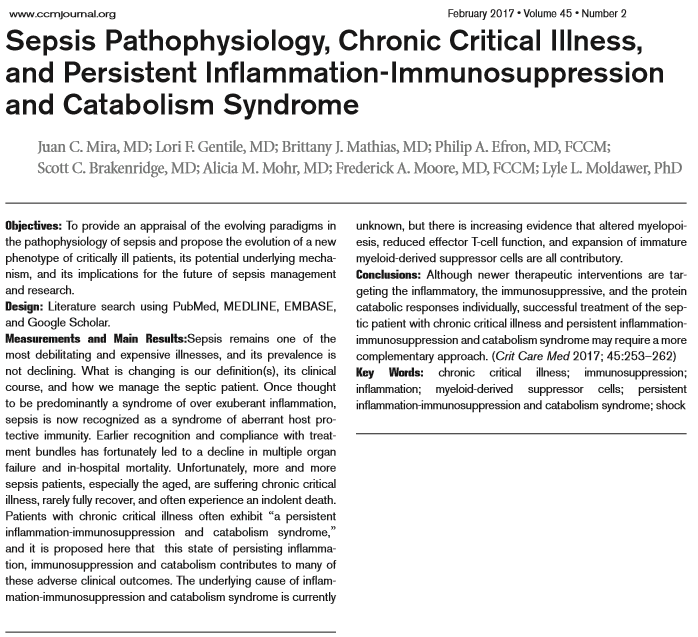 www.ccmjournal.org
February 2017 • Volume 45 • Number 2
Sepsis Pathophysiology, Chronic Critical Illness,
and Persistent Inflammation-Immunosuppression
and Catabolism Syndrome
Juan C. Mira, MD; Lori F. Gentile, MD; Brittany J. Mathias, MD; Philip A. Efron, MD, FCCM;
Scott C. Brakenridge, MD; Alicia M. Mohr, MD; Frederick A. Moore, MD, FCCM; Lyle L. Moldawer, PhD
Objectives: To provide an appraisal of the evolving paradigms in
the pathophysiology of sepsis and propose the evolution of a new
phenotype of critically ill patients, its potential underlying mecha-
nism, and its implications for the future of sepsis management
and research.
Design: Literature search using PubMed, MEDLINE, EMBASE,
and Google Scholar.
Measurements and Main Results:Sepsis remains one of the
most debilitating and expensive illnesses, and its prevalence is
not declining. What is changing is our definition(s), its clinical
course, and how we manage the septic patient. Once thought
to be predominantly a syndrome of over exuberant inflammation,
sepsis is now recognized as a syndrome of aberrant host pro-
tective immunity. Earlier recognition and compliance with treat-
ment bundles has fortunately led to a decline in multiple organ
failure and in-hospital mortality. Unfortunately, more and more
sepsis patients, especially the aged, are suffering chronic critical
illness, rarely fully recover, and often experience an indolent death.
Patients with chronic critical illness often exhibit “a persistent
inflammation-immunosuppression and catabolism syndrome,”
and it is proposed here that this state of persisting inflamma-
tion, immunosuppression and catabolism contributes to many of
these adverse clinical outcomes. The underlying cause of inflam-
mation-immunosuppression and catabolism syndrome is currently
unknown, but there is increasing evidence that altered myelopoi-
esis, reduced effector T-cell function, and expansion of immature
myeloid-derived suppressor cells are all contributory.
Conclusions: Although newer therapeutic interventions are tar-
geting the inflammatory, the immunosuppressive, and the protein
catabolic responses individually, successful treatment of the sep-
tic patient with chronic critical illness and persistent inflammation-
immunosuppression and catabolism syndrome may require a more
complementary approach. (Crit Care Med 2017; 45:253–262)
Key Words: chronic critical illness; immunosuppression;
inflammation; myeloid-derived suppressor cells; persistent
inflammation-immunosuppression and catabolism syndrome; shock